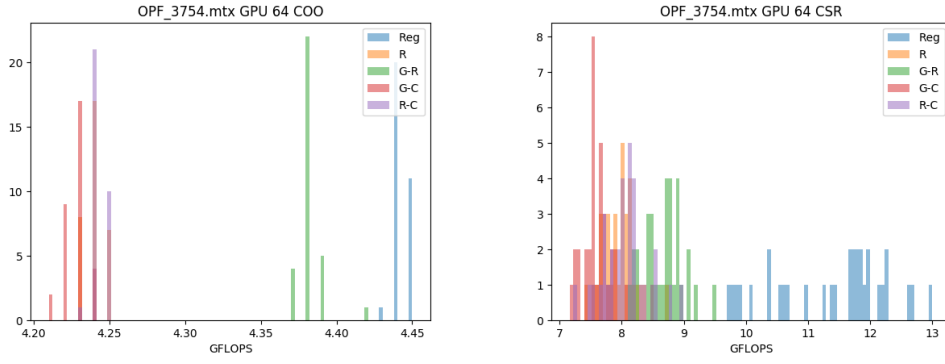 OPF_3754.mtx GPU 64 COO
20
15
10
5
0
4.20
4.25
4.30
4.35
4.40
4.45
GFLOPS
Reg
R
G-R
G-C
R-C
OPF_3754.mtx GPU 64 CSR
8
7
6
5
4
3
2
1
0
7
8
9
10
11
12
13
GFLOPS
Reg
R
G-R
G-C
R-C